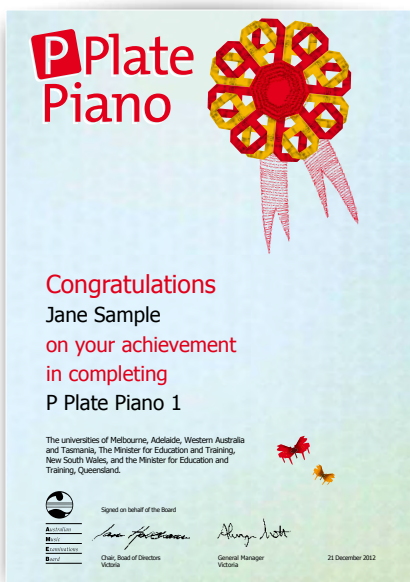 P Plate
Piano
Congratulations
Jane Sample
on your achievement
in completing
P Plate Piano 1
The universities of Melbourne, Adelaide, Western Australia
and Tasmania, The Minister for Education and Training,
New South Wales, and the Minister for Education and
Training, Queensland.
Signed on behalf of the Board
Australian
Music
Examinations
Board
Chair, Boad of Directors
Victoria
General Manager
Victoria
21 December 2012